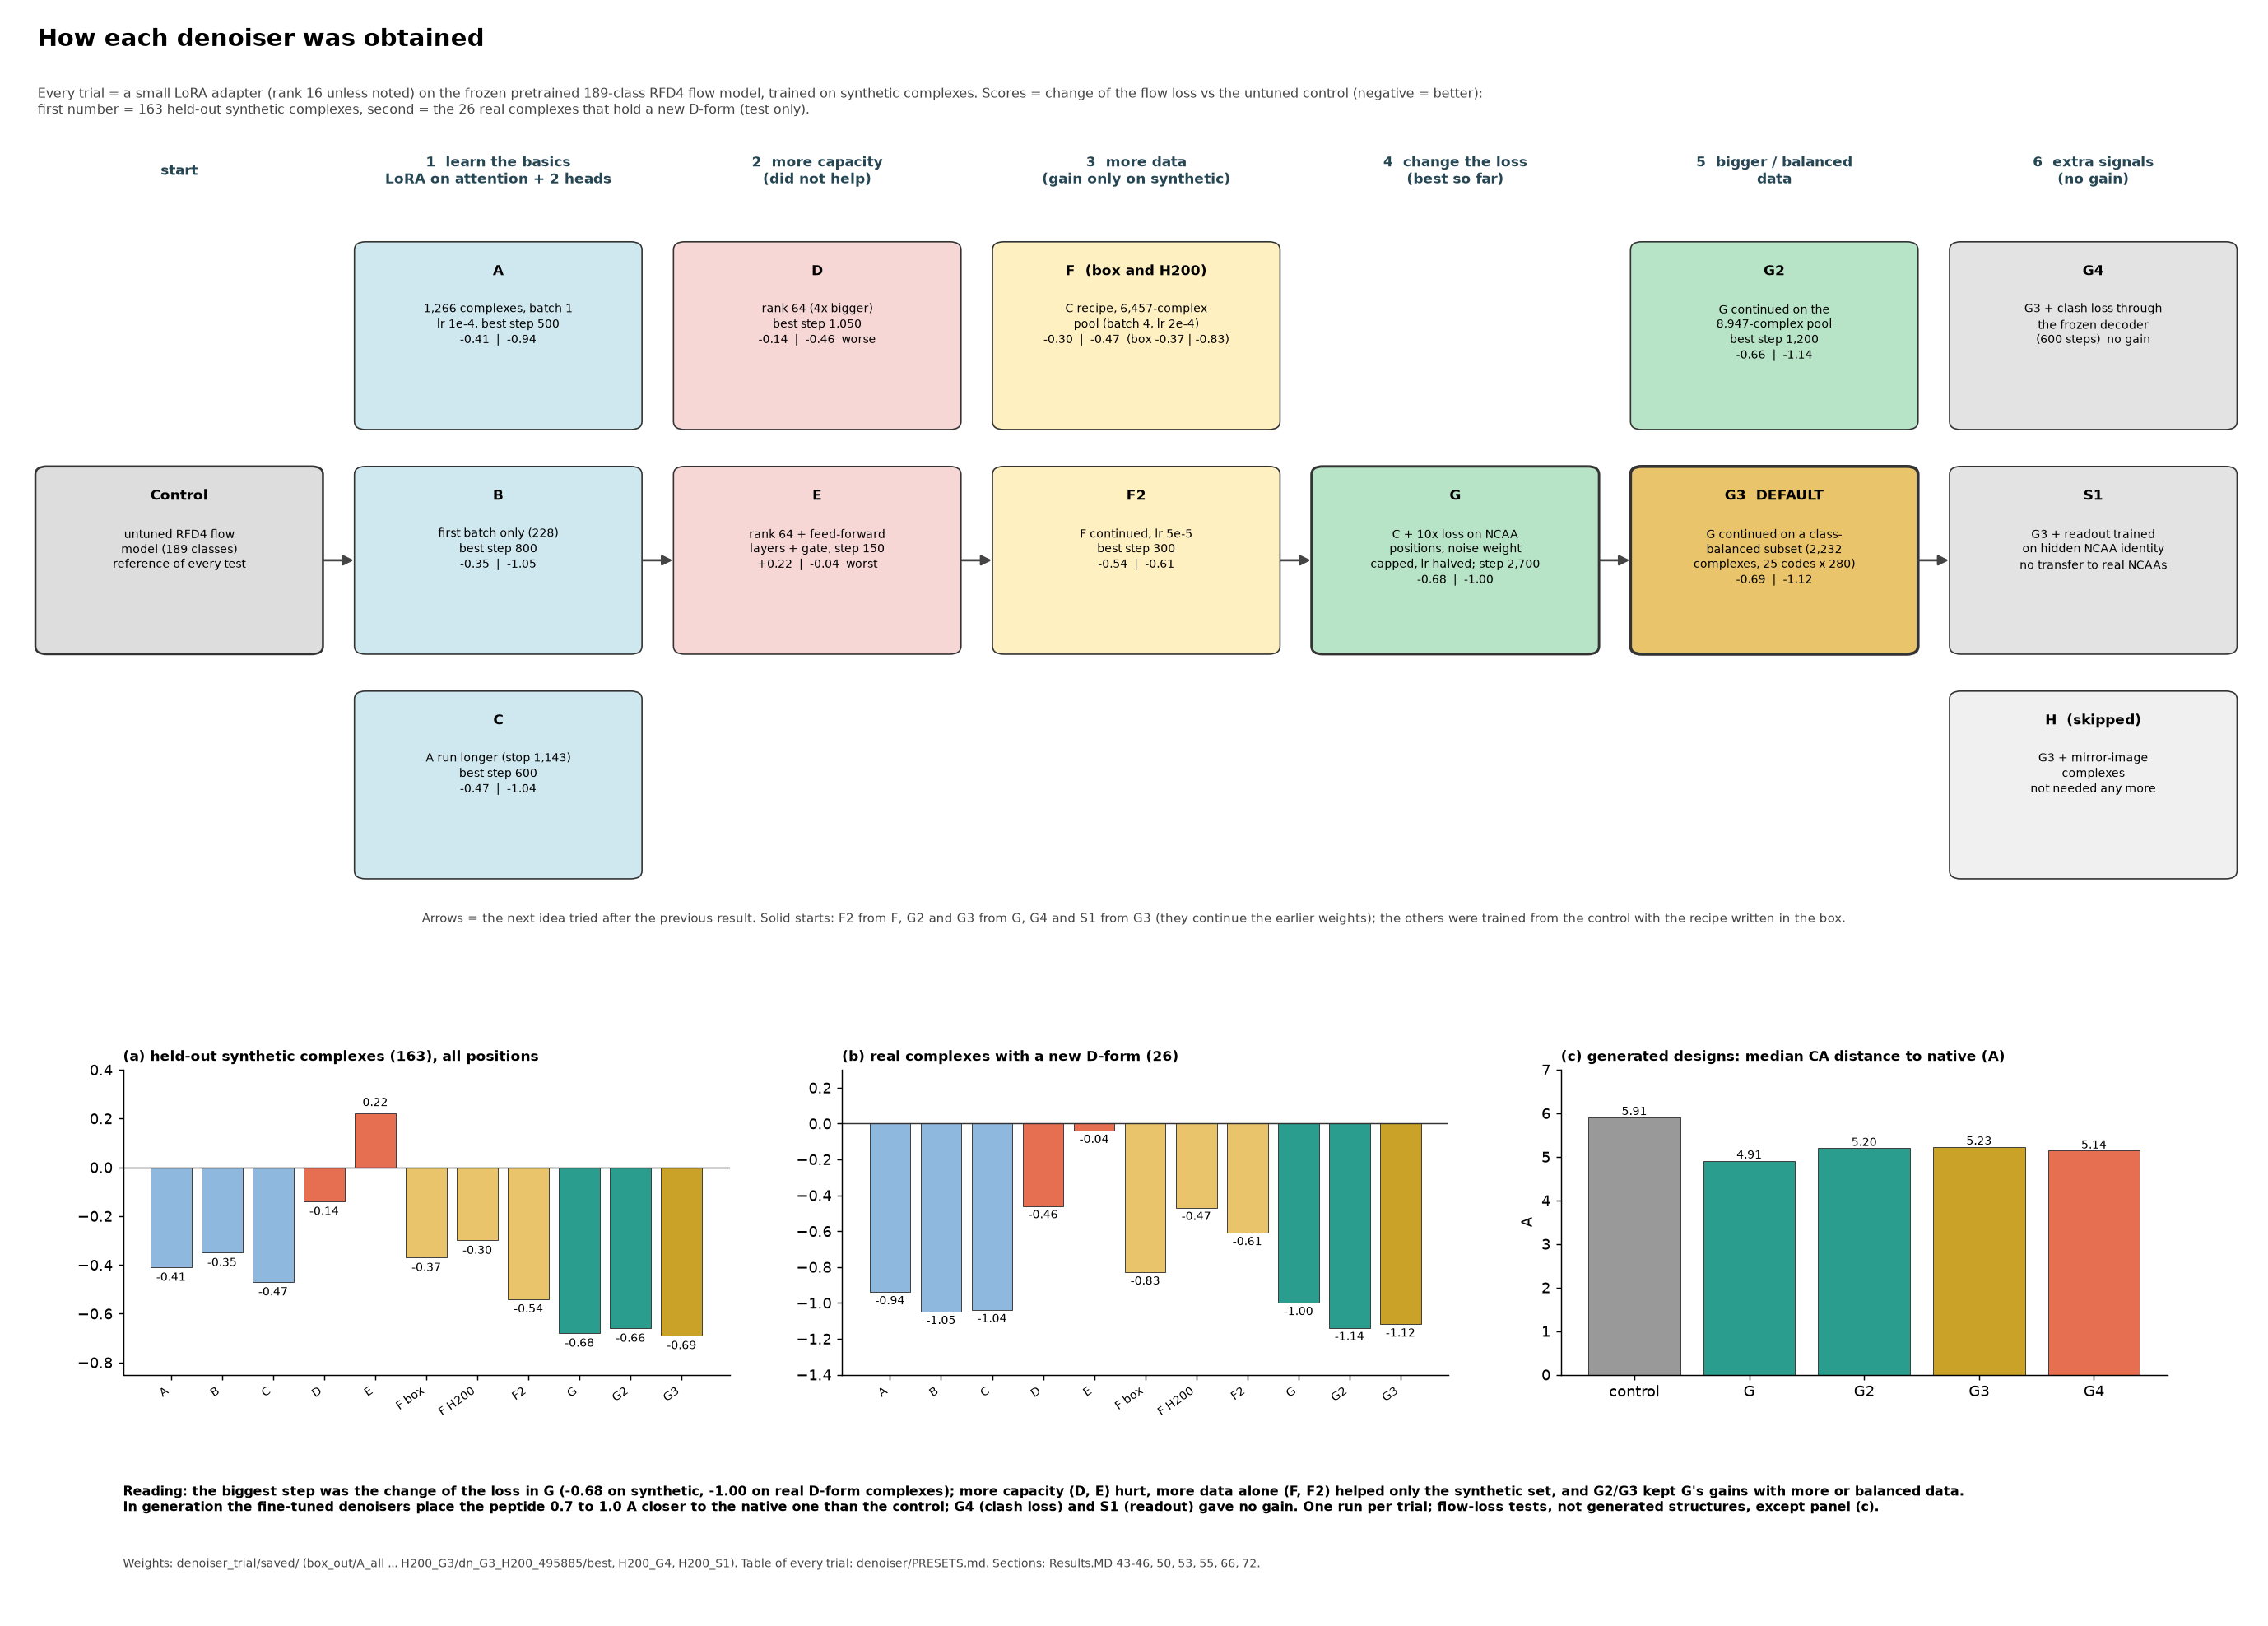 How each denoiser was obtained
Every trial = a small LoRA adapter (rank 16 unless noted) on the frozen pretrained 189-class RFD4 flow model, trained on synthetic complexes. Scores = change of the flow loss vs the untuned control (negative = better):
first number = 163 held-out synthetic complexes, second = the 26 real complexes that hold a new D-form (test only).
start
1 learn the basics
LoRA on attention + 2 heads
2 more capacity
(did not help)
3 more data
(gain only on synthetic)
4 change the loss
(best so far)
5 bigger / balanced
data
6 extra signals
(no gain)
A
1,266 complexes, batch 1
lr 1e-4, best step 500
-0.41 | -0.94
D
rank 64 (4x bigger)
best step 1,050
-0.14 | -0.46 worse
F (box and H200)
C recipe, 6,457-complex
pool (batch 4, lr 2e-4)
-0.30 | -0.47 (box -0.37 | -0.83)
G2
G continued on the
8,947-complex pool
best step 1,200
-0.66 | -1.14
G4
G3 + clash loss through
the frozen decoder
(600 steps) no gain
Control
untuned RFD4 flow
model (189 classes)
reference of every test
B
first batch only (228)
best step 800
-0.35 | -1.05
E
rank 64 + feed-forward
layers + gate, step 150
+0.22 | -0.04 worst
F2
F continued, lr 5e-5
best step 300
-0.54 | -0.61
G
C + 10x loss on NCAA
positions, noise weight
capped, lr halved; step 2,700
-0.68 | -1.00
G3 DEFAULT
G continued on a class-
balanced subset (2,232
complexes, 25 codes x 280)
-0.69 | -1.12
S1
G3 + readout trained
on hidden NCAA identity
no transfer to real NCAAs
C
A run longer (stop 1,143)
best step 600
-0.47 | -1.04
H (skipped)
G3 + mirror-image
complexes
not needed any more
Arrows = the next idea tried after the previous result. Solid starts: F2 from F, G2 and G3 from G, G4 and S1 from G3 (they continue the earlier weights); the others were trained from the control with the recipe written in the box.
(a) held-out synthetic complexes (163), all positions
0.4
0.2
0.0
−0.2
−0.4
−0.6
−0.8
-0.41
-0.35
-0.47
-0.14
0.22
-0.37
-0.30
-0.54
-0.68
-0.66
-0.69
A
B
C
D
E
F box
F H200
F2
G
G2
G3
(b) real complexes with a new D-form (26)
0.2
0.0
−0.2
−0.4
−0.6
−0.8
−1.0
−1.2
−1.4
-0.94
-1.05
-1.04
-0.46
-0.04
-0.83
-0.47
-0.61
-1.00
-1.14
-1.12
A
B
C
D
E
F box
F H200
F2
G
G2
G3
(c) generated designs: median CA distance to native (A)
A
7
6
5
4
3
2
1
0
5.91
4.91
5.20
5.23
5.14
control
G
G2
G3
G4
Reading: the biggest step was the change of the loss in G (-0.68 on synthetic, -1.00 on real D-form complexes); more capacity (D, E) hurt, more data alone (F, F2) helped only the synthetic set, and G2/G3 kept G's gains with more or balanced data.
In generation the fine-tuned denoisers place the peptide 0.7 to 1.0 A closer to the native one than the control; G4 (clash loss) and S1 (readout) gave no gain. One run per trial; flow-loss tests, not generated structures, except panel (c).
Weights: denoiser_trial/saved/ (box_out/A_all ... H200_G3/dn_G3_H200_495885/best, H200_G4, H200_S1). Table of every trial: denoiser/PRESETS.md. Sections: Results.MD 43-46, 50, 53, 55, 66, 72.